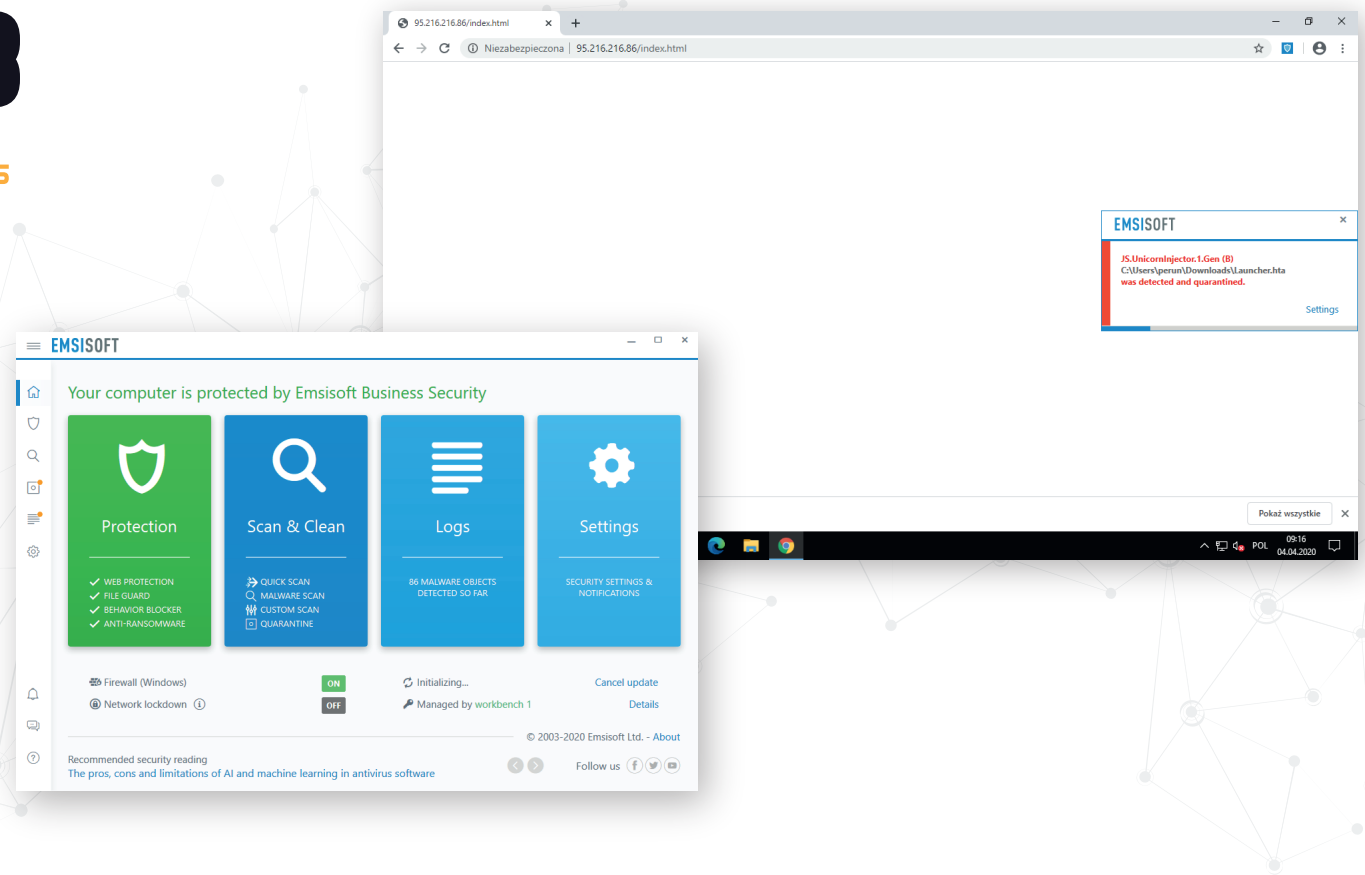 95.216.216.86/index.html
Niezabezpieczona | 95.216.216.86/index.html
EMSISOFT
JS.UnicornInjector.1.Gen (B)
C:\Users\perun\Downloads\Launcher.hta
was detected and quarantined.
Settings
EMSISOFT
Your computer is protected by Emsisoft Business Security
Protection
WEB PROTECTION
FILE GUARD
BEHAVIOR BLOCKER
ANTI-RANSOMWARE
Scan & Clean
QUICK SCAN
MALWARE SCAN
CUSTOM SCAN
QUARANTINE
Logs
86 MALWARE OBJECTS
DETECTED SO FAR
Settings
SECURITY SETTINGS &
NOTIFICATIONS
Firewall (Windows) ON
Network lockdown OFF
Initializing... Cancel update
Managed by workbench 1 Details
© 2003-2020 Emsisoft Ltd. - About
Recommended security reading
The pros, cons and limitations of AI and machine learning in antivirus software
Follow us
Pokaż wszystkie
POL
09:16
04.04.2020